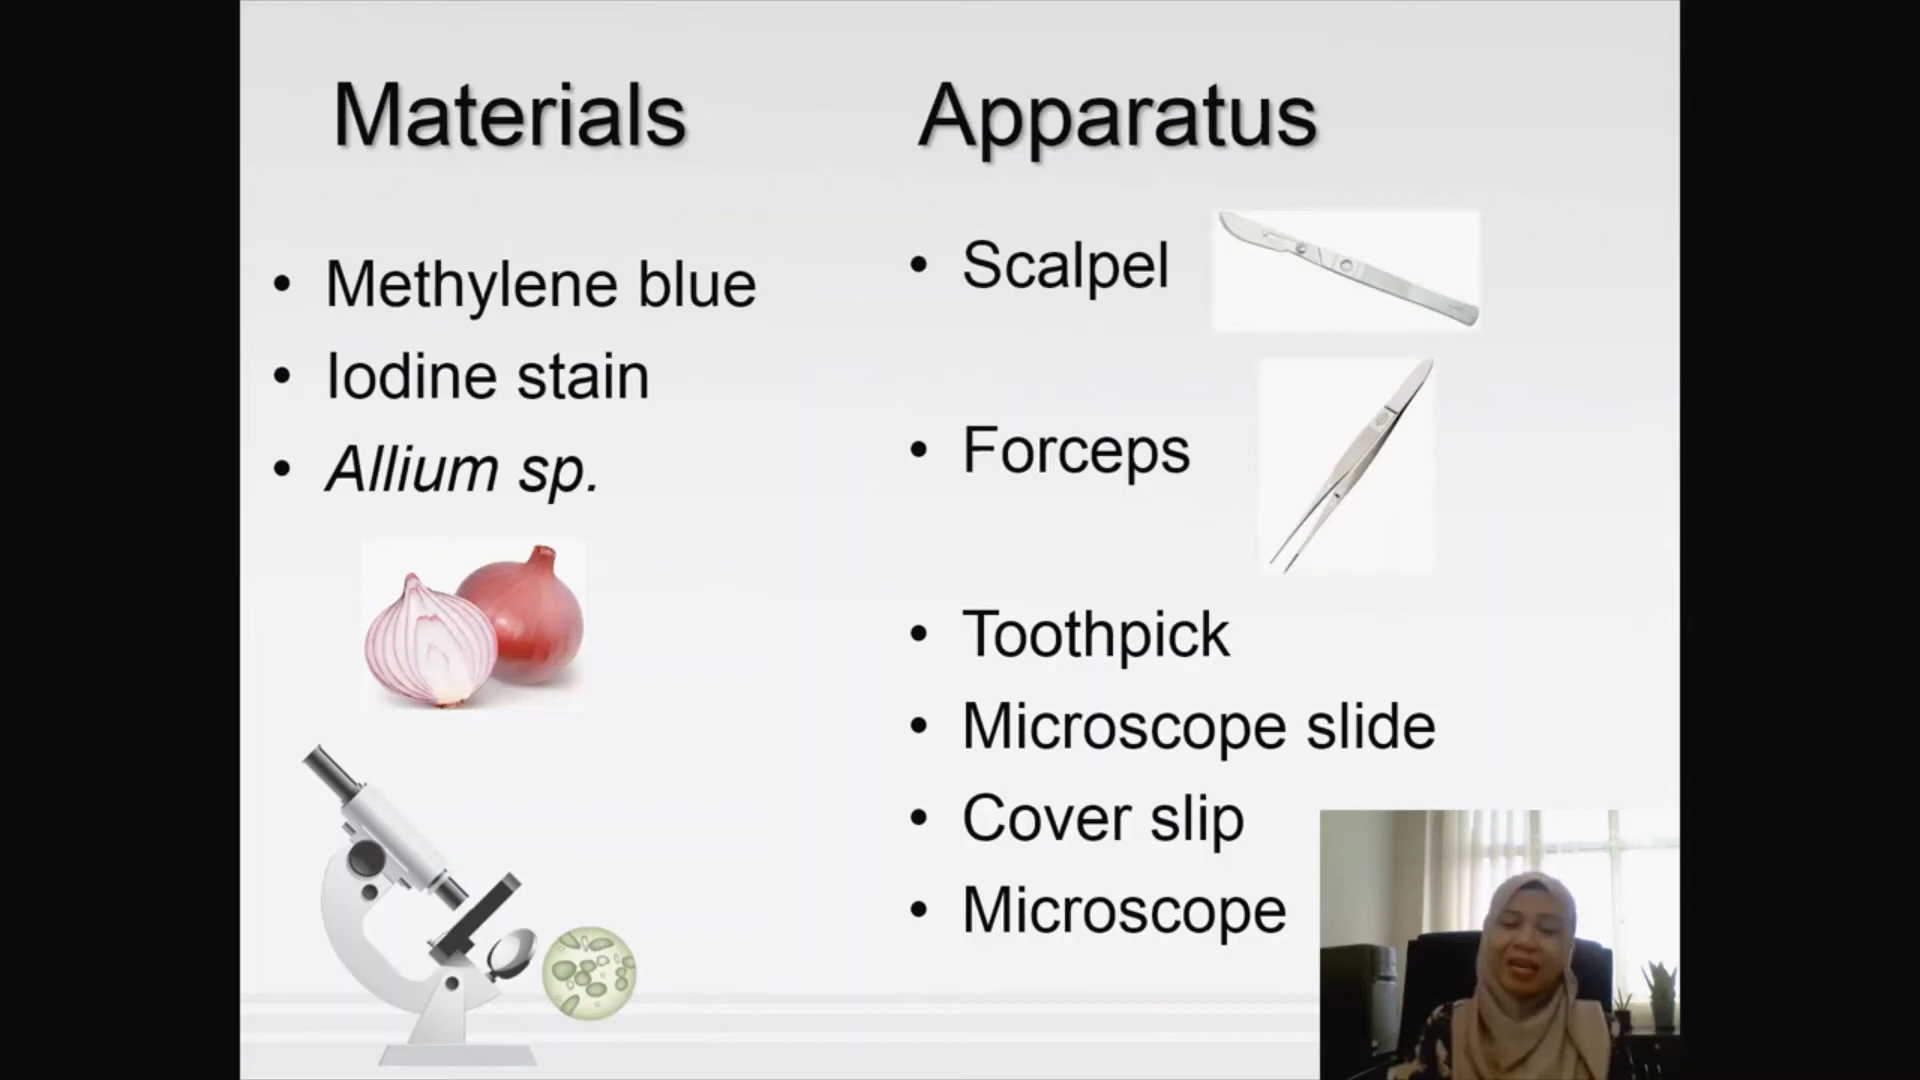 Materials
Methylene blue
Iodine stain
Allium sp.
Apparatus
Scalpel
Forceps
Toothpick
Microscope slide
Cover slip
Microscope